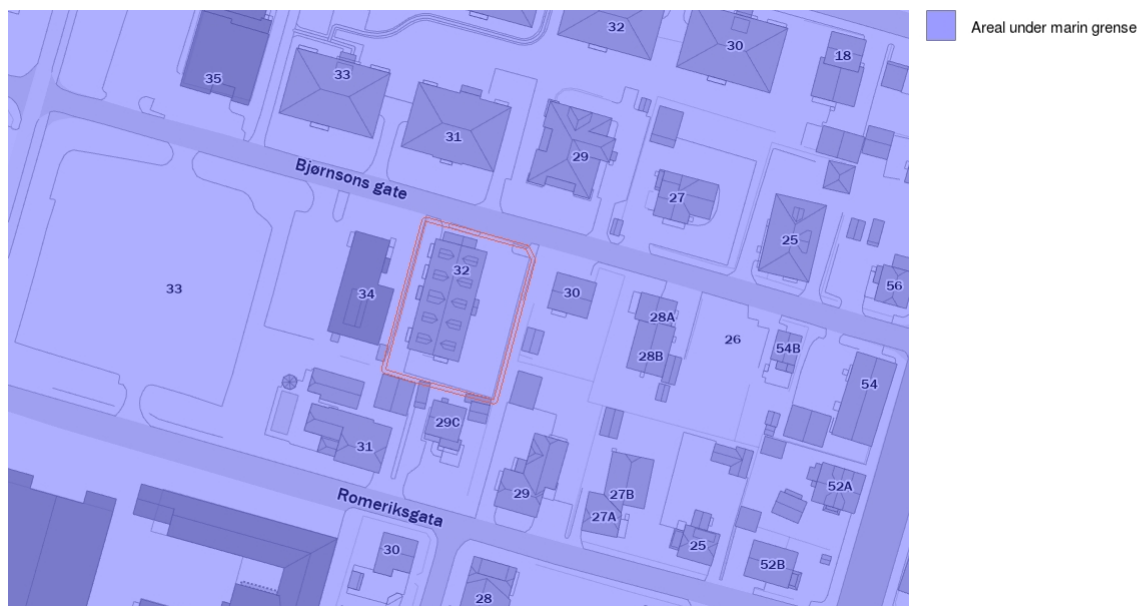 32
30
18
35
33
31
29
Bjørnsons gate
27
25
56
33
34
32
30
28A
28B
26
54B
54
29C
31
29
27B
27A
52A
Romeriksgata
25
52B
30
28
Areal under marin grense